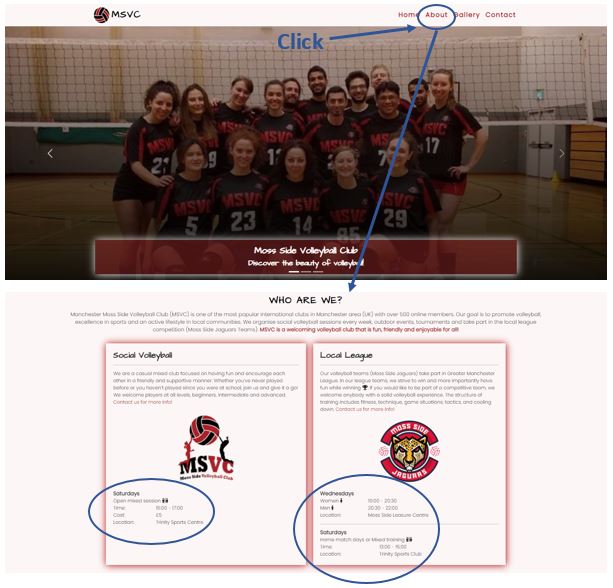 MSVC
Home About Gallery Contact
Click
MSVC
MSVC
MSVC
MSVC
17
5
23
14
85
29
Moss Side Volleyball Club
Discover the beauty of volleyball
WHO ARE WE?
Manchester Moss Side Volleyball Club (MSVC) is one of the most popular international clubs in Manchester area (UK) with over 500 online members. Our goal is to promote volleyball,
excellence in sports and an active lifestyle in local communities. We organise social volleyball sessions every week, outdoor events, tournaments and take part in the local league
competition (Moss Side Jaguars Teams). MSVC is a welcoming volleyball club that is fun, friendly and enjoyable for all!
Social Volleyball
We are a casual mixed club focused on having fun and encourage each
other in a friendly and supportive manner. Whether you've never played
before or you haven't played since you were at school, join us and give it a go!
We welcome players at all levels, beginners, intermediate and advanced.
Contact us for more info!
MSVC
Moss Side Volleyball Club
Saturdays
Open mixed session
Time: 15:00 - 17:00
Cost: £5
Location: Trinity Sports Centre
Local League
Our volleyball teams (Moss Side Jaguars) take part in Greater Manchester
League. In our league teams, we strive to win and more importantly have
fun while winning. If you would like to be part of a competitive team, we
welcome anybody with a solid volleyball experience. The structure of
training includes fitness, technique, game situations, tactics, and cooling
down. Contact us for more info!
MOSS SIDE
JAGUARS
Wednesdays
Women 19:00 - 20:30
Men 20:30 - 22:00
Location: Moss Side Leasure Centre
Saturdays
Home match days or Mixed training
Time: 13:00 - 15:00
Location: Trinity Sports Club